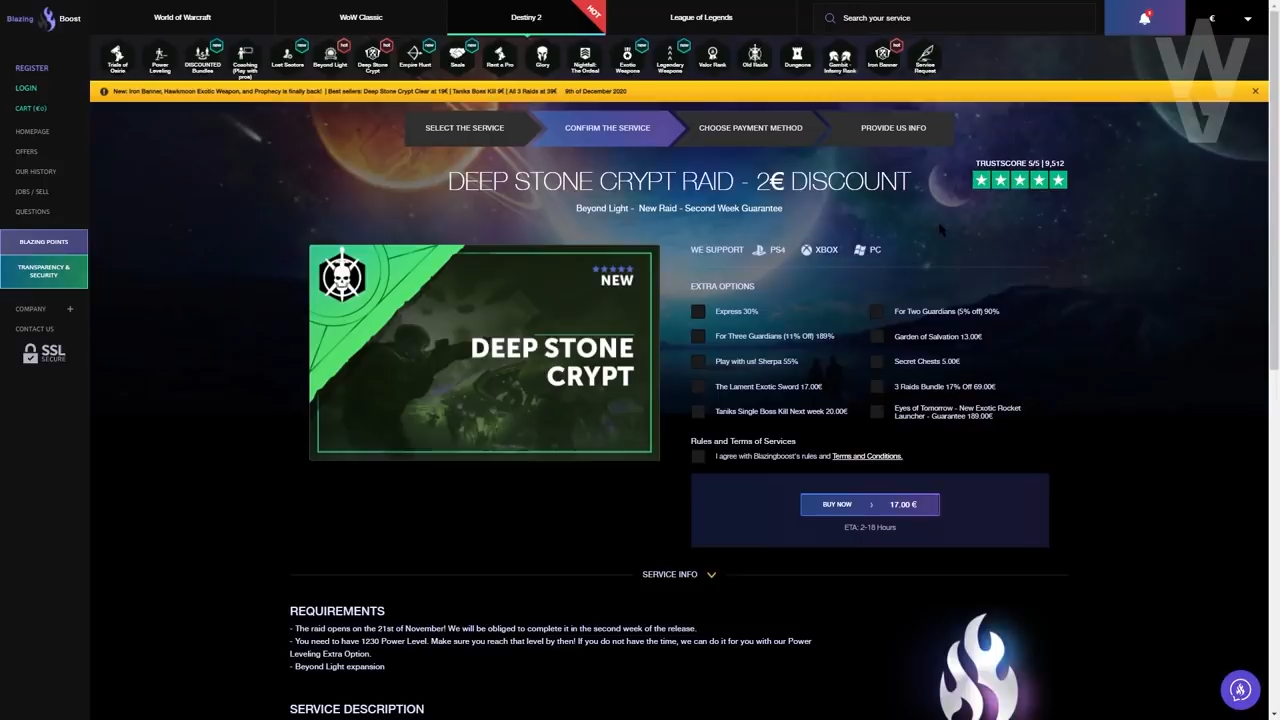 Blazing Boost
World of Warcraft
WoW Classic
Destiny 2
HOT
League of Legends
Search your service
€
Trials of Osiris
Power Leveling
DISCOUNTED Bundles
new
Coaching (Play with pros)
Lost Sectors
new
Beyond Light
hot
Deep Stone Crypt
hot
Empire Hunt
new
Seals
new
Rent a Pro
Glory
Nightfall: The Ordeal
Exotic Weapons
new
Legendary Weapons
new
Valor Rank
Old Raids
Dungeons
Gambit - Infamy Rank
Iron Banner
hot
Service Request
New: Iron Banner, Hawkmoon Exotic Weapon, and Prophecy is finally back! | Best sellers: Deep Stone Crypt Clear at 19€ | Taniks Boss Kill 9€ | All 3 Raids at 39€ 9th of December 2020
REGISTER
LOGIN
CART (€0)
HOMEPAGE
OFFERS
OUR HISTORY
JOBS / SELL
QUESTIONS
BLAZING POINTS
TRANSPARENCY &
SECURITY
COMPANY +
CONTACT US
SSL
SECURE
SELECT THE SERVICE
CONFIRM THE SERVICE
CHOOSE PAYMENT METHOD
PROVIDE US INFO
DEEP STONE CRYPT RAID - 2€ DISCOUNT
Beyond Light - New Raid - Second Week Guarantee
TRUSTSCORE 5/5 | 9,512
NEW
DEEP STONE
CRYPT
WE SUPPORT PS4 XBOX PC
EXTRA OPTIONS
Express 30%
For Two Guardians (5% off) 90%
For Three Guardians (11% Off) 189%
Garden of Salvation 13.00€
Play with us! Sherpa 55%
Secret Chests 5.00€
The Lament Exotic Sword 17.00€
3 Raids Bundle 17% Off 69.00€
Taniks Single Boss Kill Next week 20.00€
Eyes of Tomorrow - New Exotic Rocket
Launcher - Guarantee 189.00€
Rules and Terms of Services
I agree with Blazingboost's rules and Terms and Conditions.
BUY NOW 17.00 €
ETA: 2-18 Hours
SERVICE INFO
REQUIREMENTS
- The raid opens on the 21st of November! We will be obliged to complete it in the second week of the release.
- You need to have 1230 Power Level. Make sure you reach that level by then! If you do not have the time, we can do it for you with our Power
Leveling Extra Option.
- Beyond Light expansion
SERVICE DESCRIPTION